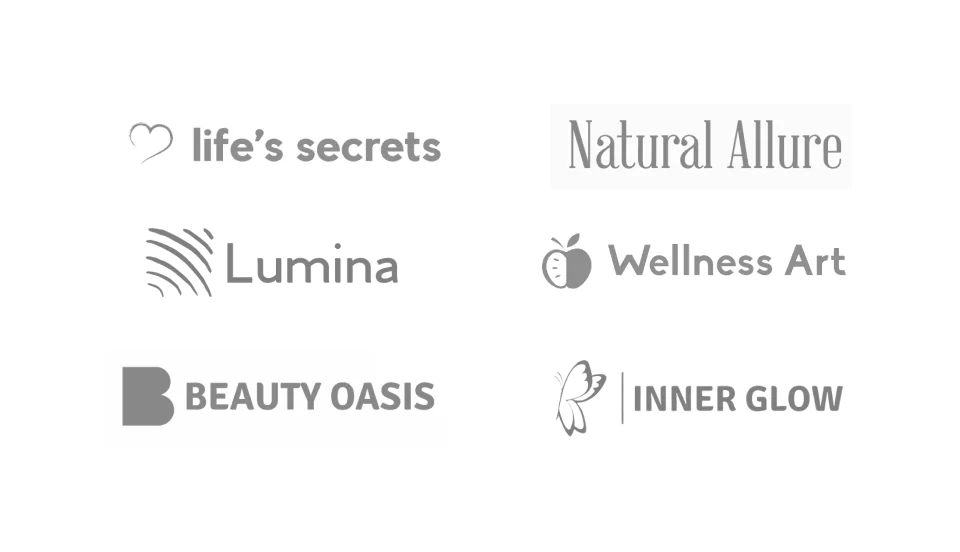 life's secrets
Natural Allure
Lumina
Wellness Art
BEAUTY OASIS
INNER GLOW